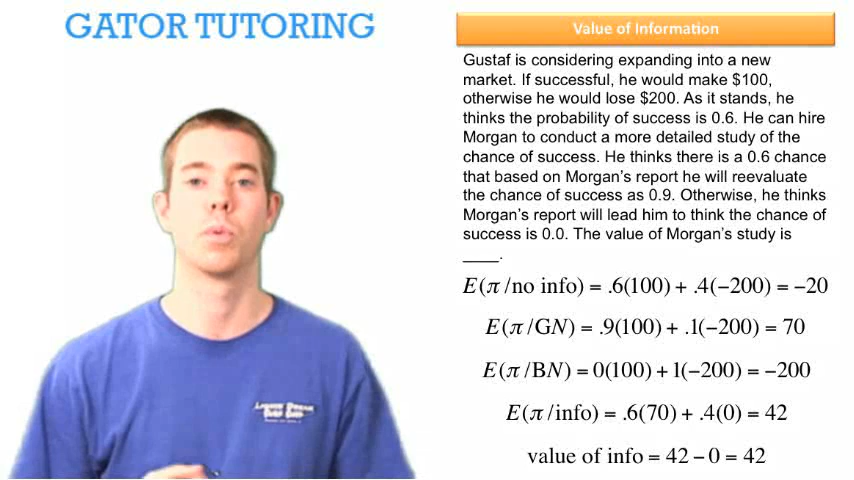 GATOR TUTORING
Value of Information
Gustaf is considering expanding into a new
market. If successful, he would make $100,
otherwise he would lose $200. As it stands, he
thinks the probability of success is 0.6. He can hire
Morgan to conduct a more detailed study of the
chance of success. He thinks there is a 0.6 chance
that based on Morgan's report he will reevaluate
the chance of success as 0.9. Otherwise, he thinks
Morgan's report will lead him to think the chance of
success is 0.0. The value of Morgan's study is
____.
E(π/no info) = .6(100) + .4(−200) = −20
E(π/GN) = .9(100) + .1(−200) = 70
E(π/BN) = 0(100) + 1(−200) = −200
E(π/info) = .6(70) + .4(0) = 42
value of info = 42 − 0 = 42